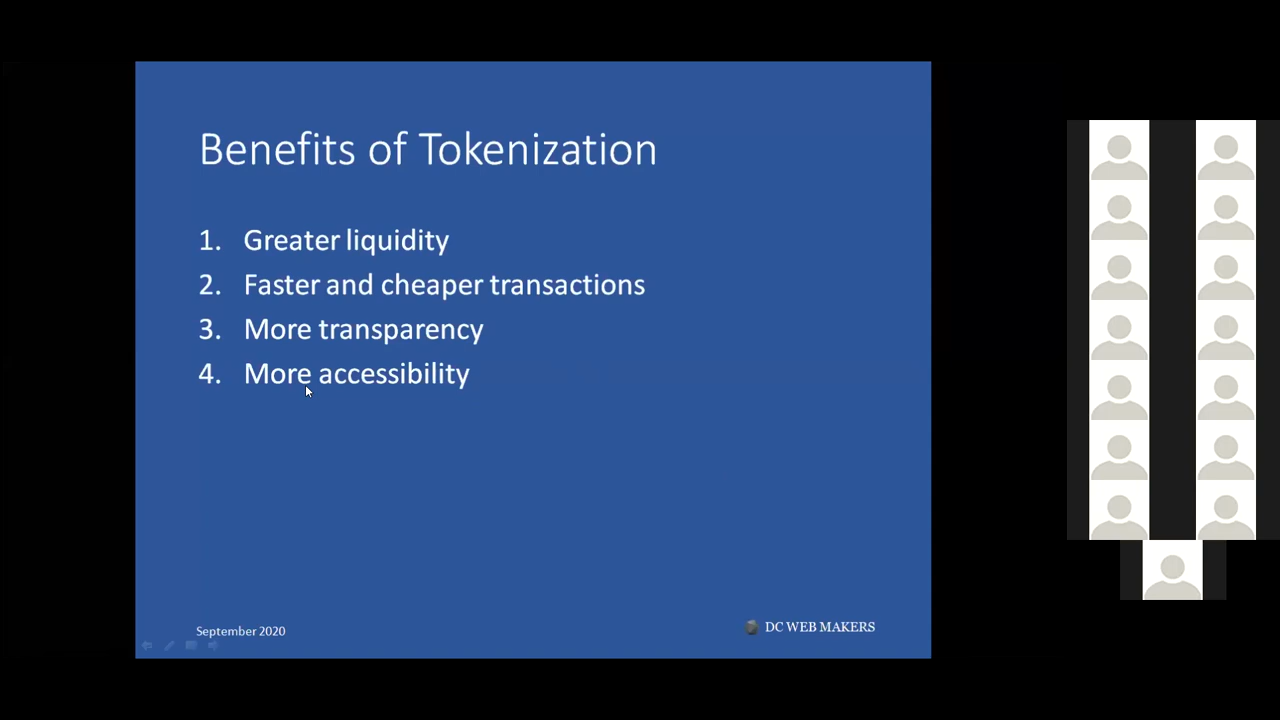 Benefits of Tokenization
1. Greater liquidity
2. Faster and cheaper transactions
3. More transparency
4. More accessibility
September 2020
DC WEB MAKERS